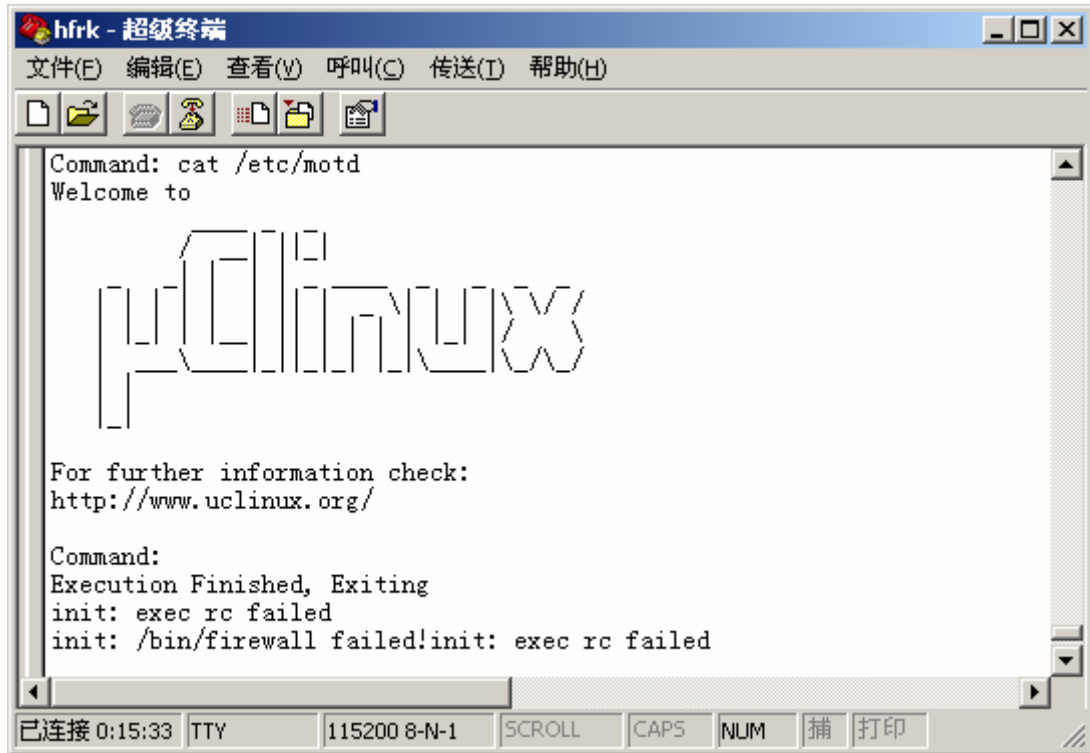 hfrk - 超级终端
文件(F) 编辑(E) 查看(V) 呼叫(C) 传送(T) 帮助(H)
Command: cat /etc/motd
Welcome to
µClinux
For further information check:
http://www.uclinux.org/
Command:
Execution Finished, Exiting
init: exec rc failed
init: /bin/firewall failed!init: exec rc failed
已连接 0:15:33 TTY 115200 8-N-1 SCROLL CAPS NUM 捕 打印